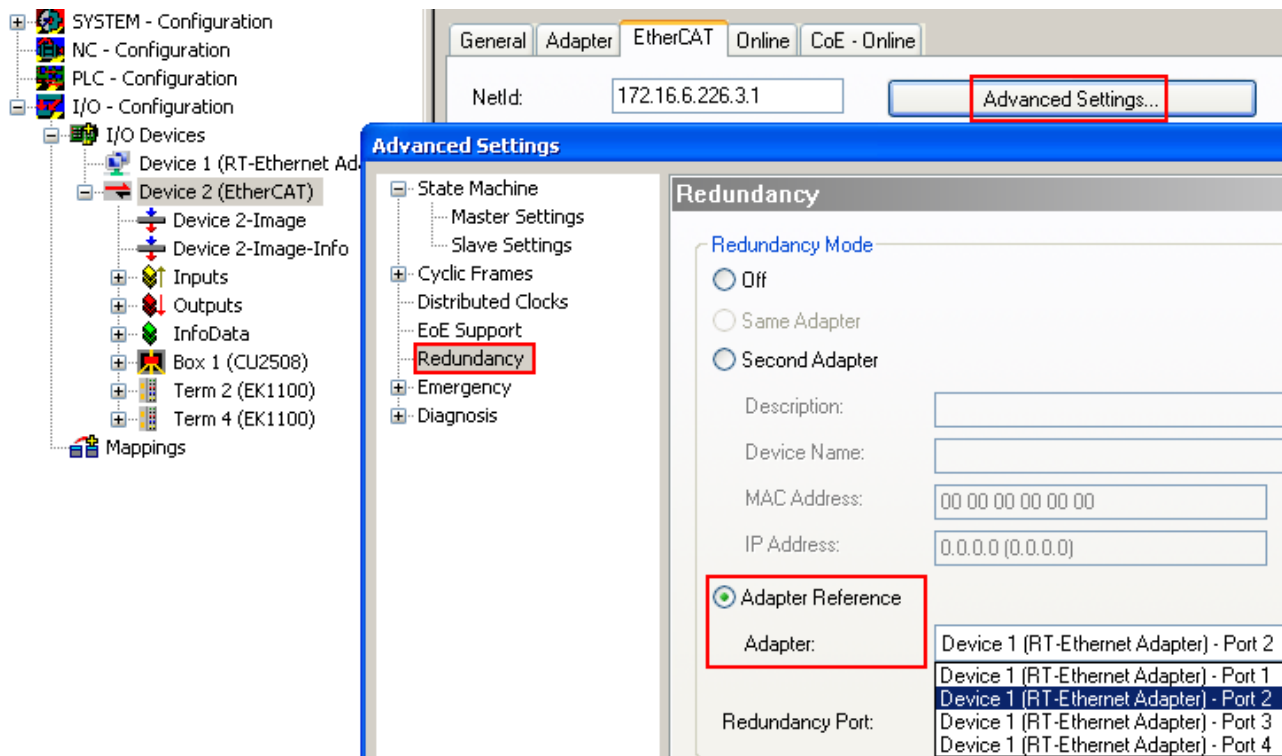 SYSTEM - Configuration
NC - Configuration
PLC - Configuration
I/O - Configuration
I/O Devices
Device 1 (RT-Ethernet Ada
Device 2 (EtherCAT)
Device 2-Image
Device 2-Image-Info
Inputs
Outputs
InfoData
Box 1 (CU2508)
Term 2 (EK1100)
Term 4 (EK1100)
Mappings
General Adapter EtherCAT Online CoE - Online
NetId: 172.16.6.226.3.1 Advanced Settings...
Advanced Settings
State Machine
Master Settings
Slave Settings
Cyclic Frames
Distributed Clocks
EoE Support
Redundancy
Emergency
Diagnosis
Redundancy
Redundancy Mode
Off
Same Adapter
Second Adapter
Description:
Device Name:
MAC Address: 00 00 00 00 00 00
IP Address: 0.0.0.0 (0.0.0.0)
Adapter Reference
Adapter: Device 1 (RT-Ethernet Adapter) - Port 2
Device 1 (RT-Ethernet Adapter) - Port 1
Device 1 (RT-Ethernet Adapter) - Port 2
Redundancy Port: Device 1 (RT-Ethernet Adapter) - Port 3
Device 1 (RT-Ethernet Adapter) - Port 4